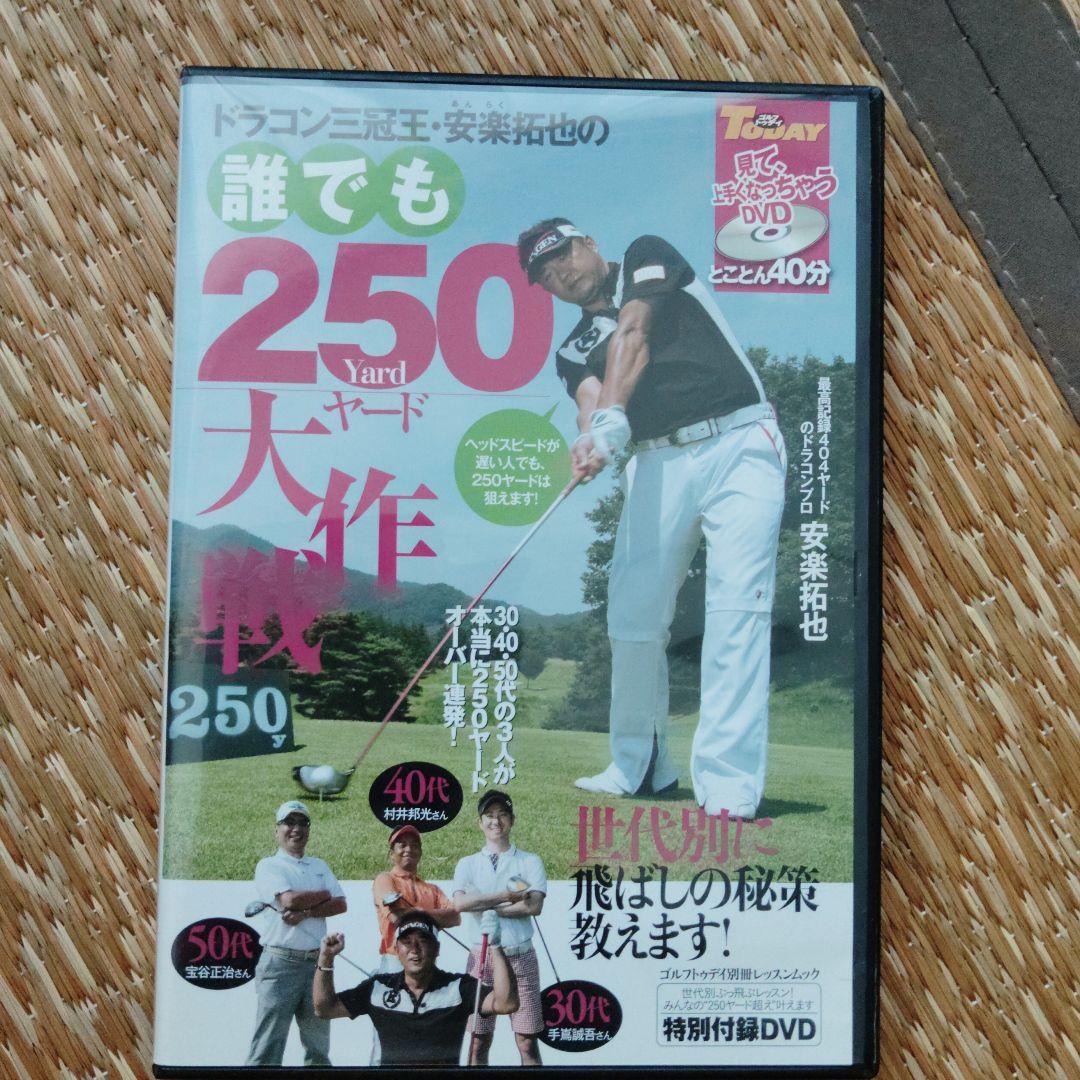 あんらく
ドラコン三冠王・安楽拓也の
誰でも
250
Yard
ヤード
大作戦
ゴルフ
トゥデイ
TODAY
見て、
上手くなっちゃう
DVD
とことん40分
PAGEN
ヘッドスピードが
遅い人でも、
250ヤードは
狙えます!
最高記録404ヤード
のドラコンプロ
安楽拓也
30・40・50代の3人が
本当に250ヤード
オーバー連発!
250y
40代
村井邦光さん
50代
宝谷正治さん
30代
手嶌誠吾さん
世代別に
飛ばしの秘策
教えます!
ゴルフトゥデイ別冊レッスンムック
世代別ぶっ飛ぶレッスン!
みんなの"250ヤード超え"叶えます
特別付録DVD